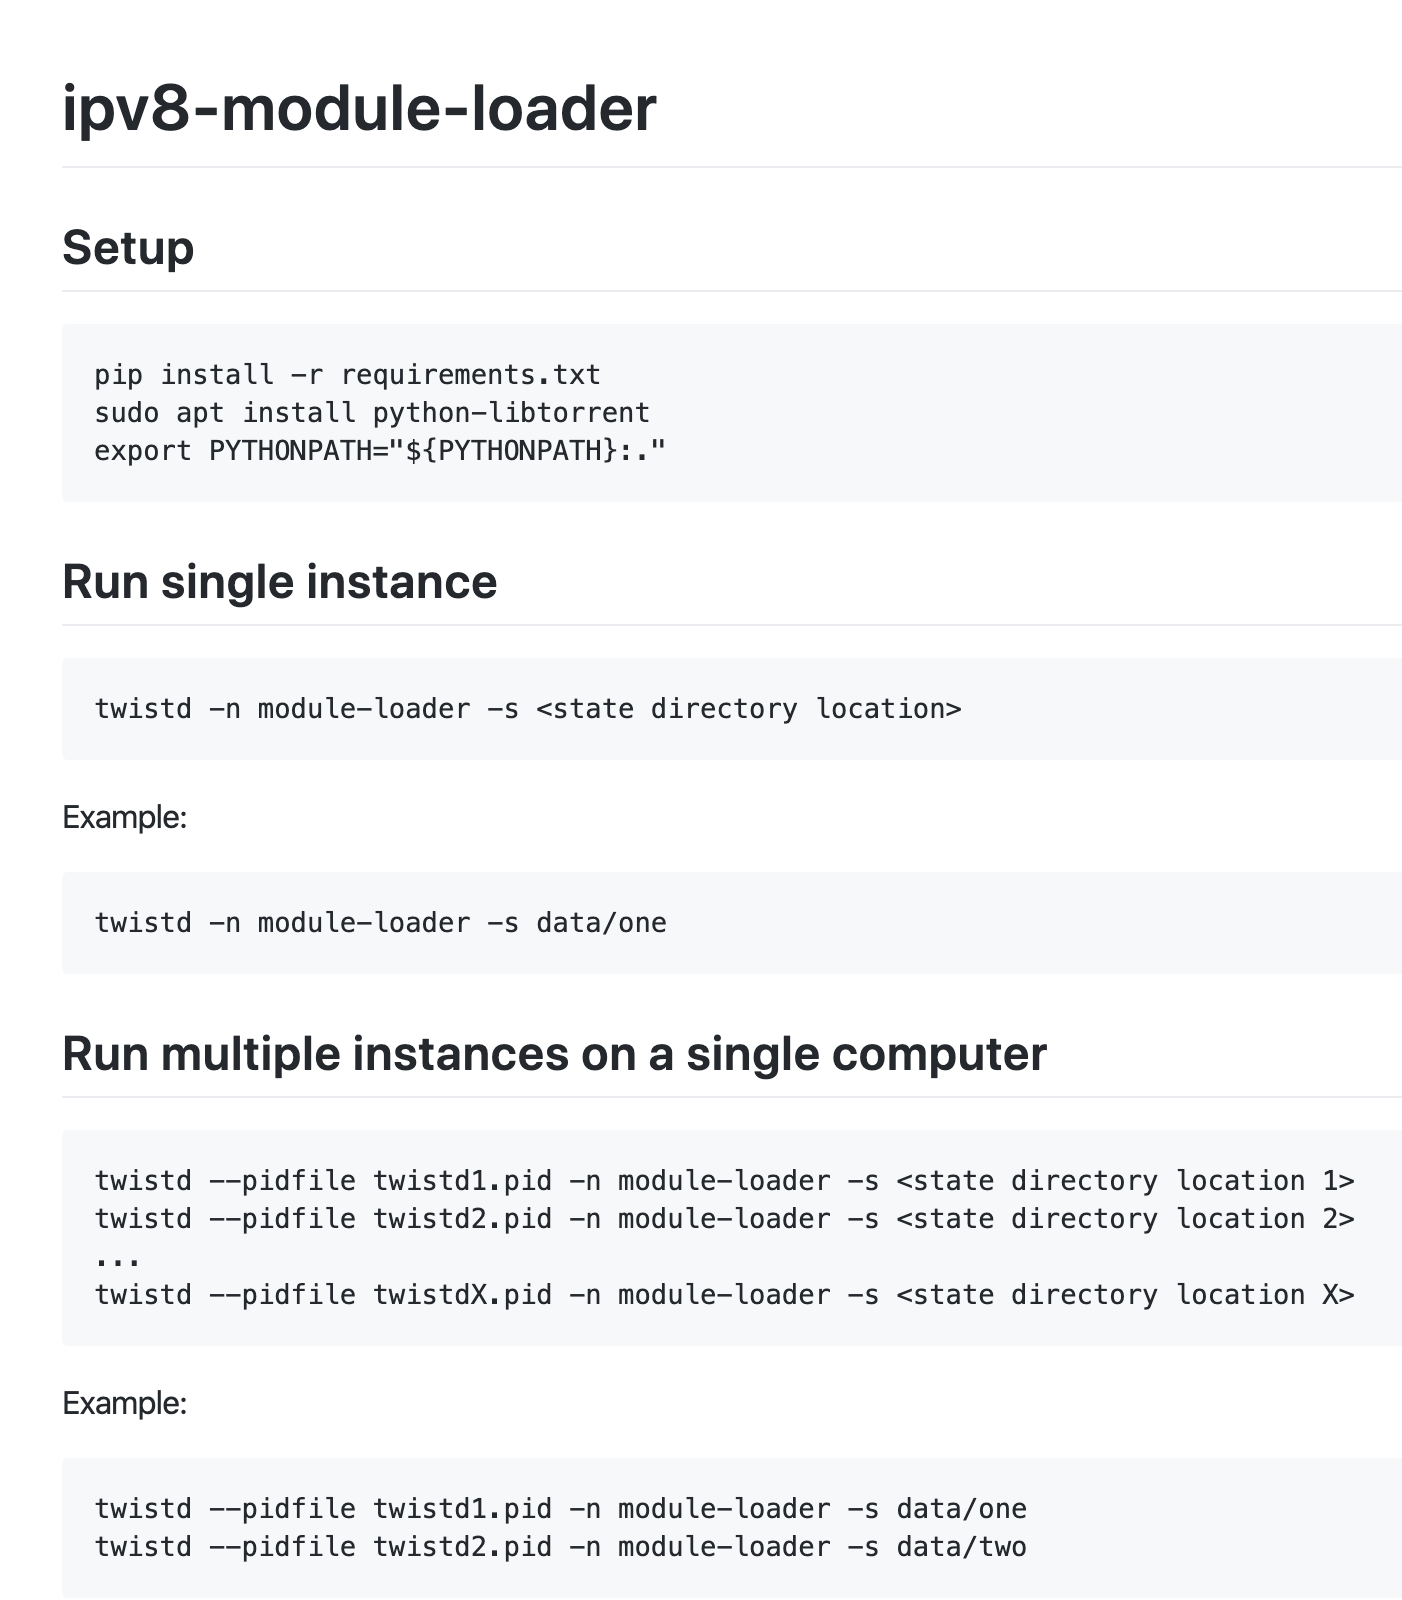 ipv8-module-loader
Setup
pip install -r requirements.txt
sudo apt install python-libtorrent
export PYTHONPATH="${PYTHONPATH}:."
Run single instance
twistd -n module-loader -s <state directory location>
Example:
twistd -n module-loader -s data/one
Run multiple instances on a single computer
twistd --pidfile twistd1.pid -n module-loader -s <state directory location 1>
twistd --pidfile twistd2.pid -n module-loader -s <state directory location 2>
...
twistd --pidfile twistdX.pid -n module-loader -s <state directory location X>
Example:
twistd --pidfile twistd1.pid -n module-loader -s data/one
twistd --pidfile twistd2.pid -n module-loader -s data/two